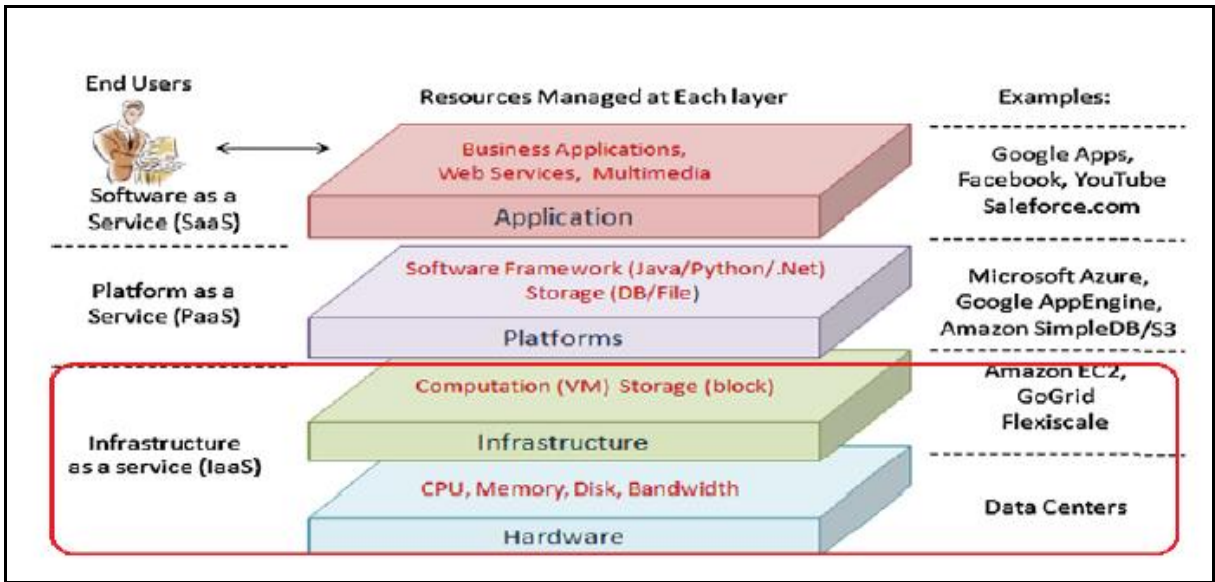 End Users
Resources Managed at Each layer
Examples:
Business Applications,
Web Services, Multimedia
Application
Software as a
Service (SaaS)
Google Apps,
Facebook, YouTube
Saleforce.com
Software Framework (Java/Python/.Net)
Storage (DB/File)
Platforms
Platform as a
Service (PaaS)
Microsoft Azure,
Google AppEngine,
Amazon SimpleDB/S3
Computation (VM) Storage (block)
Infrastructure
Amazon EC2,
GoGrid
Flexiscale
Infrastructure
as a service (IaaS)
CPU, Memory, Disk, Bandwidth
Hardware
Data Centers